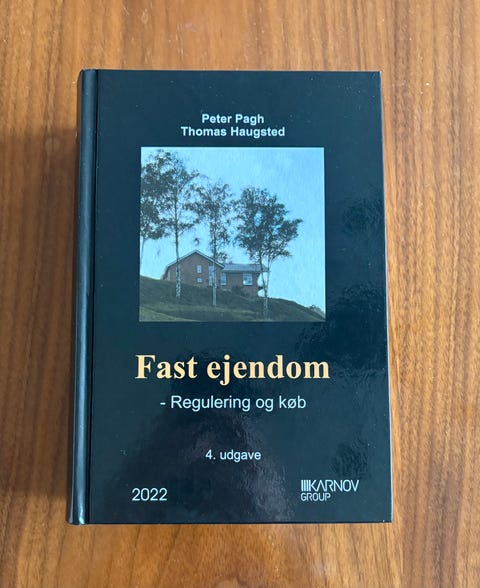 Peter Pagh
Thomas Haugsted
Fast ejendom
- Regulering og køb
4. udgave
2022
KARNOV
GROUP